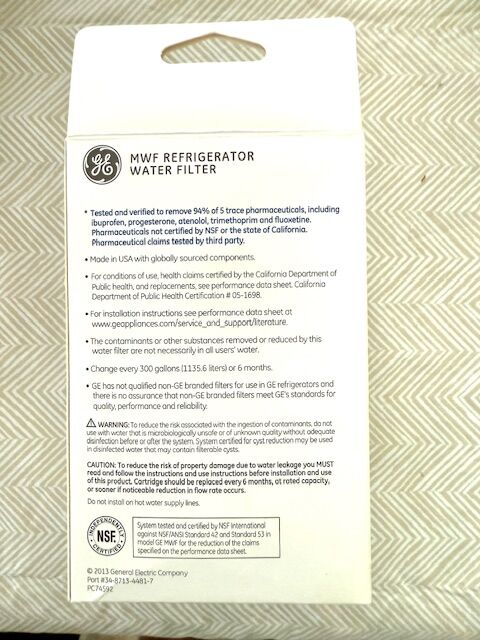 GE
MWF REFRIGERATOR
WATER FILTER
• Tested and verified to remove 94% of 5 trace pharmaceuticals, including
ibuprofen, progesterone, atenolol, trimethoprim and fluoxetine.
Pharmaceuticals not certified by NSF or the state of California.
Pharmaceutical claims tested by third party.
• Made in USA with globally sourced components.
• For conditions of use, health claims certified by the California Department of
Public health, and replacements, see performance data sheet. California
Department of Public Health Certification # 05-1698.
• For installation instructions see performance data sheet at
www.geappliances.com/service_and_support/literature.
• The contaminants or other substances removed or reduced by this
water filter are not necessarily in all users' water.
• Change every 300 gallons (1135.6 liters) or 6 months.
• GE has not qualified non-GE branded filters for use in GE refrigerators and
there is no assurance that non-GE branded filters meet GE's standards for
quality, performance and reliability.
⚠ WARNING: To reduce the risk associated with the ingestion of contaminants, do not
use with water that is microbiologically unsafe or of unknown quality without adequate
disinfection before or after the system. System certified for cyst reduction may be used
in disinfected water that may contain filterable cysts.
CAUTION: To reduce the risk of property damage due to water leakage you MUST
read and follow the instructions and use instructions before installation and use
of this product. Cartridge should be replaced every 6 months, at rated capacity,
or sooner if noticeable reduction in flow rate occurs.
Do not install on hot water supply lines.
INDEPENDENTLY
NSF.
CERTIFIED
System tested and certified by NSF International
against NSF/ANSI Standard 42 and Standard 53 in
model GE MWF for the reduction of the claims
specified on the performance data sheet.
© 2013 General Electric Company
Part #34-8713-4481-7
PC74592